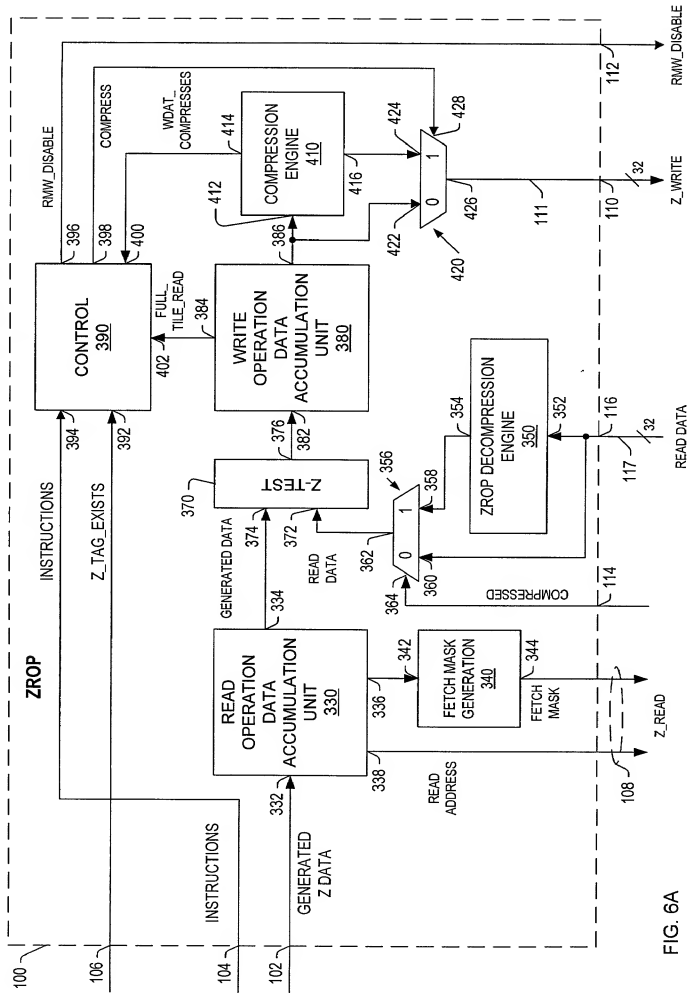 100
106
104
102
ZROP
INSTRUCTIONS
Z_TAG_EXISTS
INSTRUCTIONS
GENERATED
Z DATA
394
392
CONTROL
390
396
398
400
402
RMW_DISABLE
COMPRESS
WDAT_
COMPRESSES
FULL_
TILE_READ
384
332
READ
OPERATION
DATA
ACCUMULATION
UNIT
330
334
336
338
GENERATED DATA
READ
DATA
370
374
372
Z-TEST
376
382
WRITE
OPERATION
DATA
ACCUMULATION
UNIT
380
386
412
414
COMPRESSION
ENGINE
410
416
422
424
0
1
428
420
426
342
FETCH MASK
GENERATION
340
344
FETCH
MASK
READ
ADDRESS
362
356
364
0
1
360
358
354
ZROP DECOMPRESSION
ENGINE
350
352
COMPRESSED
108
Z_READ
114
116
117
32
READ DATA
111
110
32
Z_WRITE
112
RMW_DISABLE
FIG. 6A